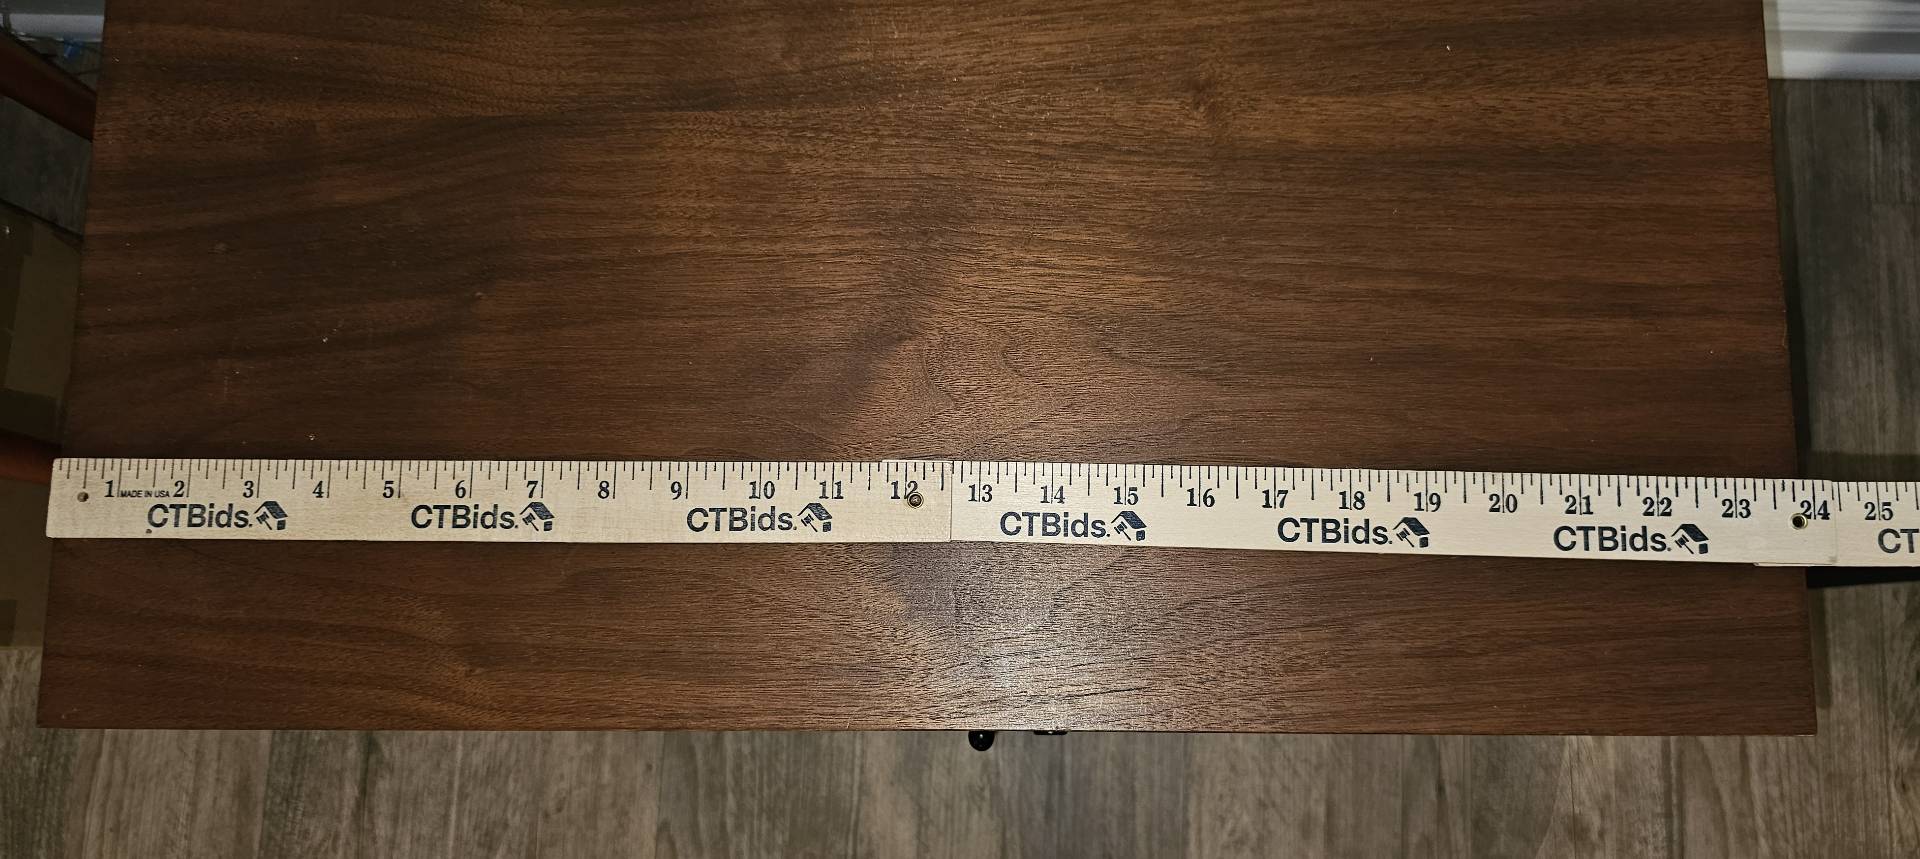 1 MADE IN USA 2 3 4 5 6 7 8 9 10 11 12 13 14 15 16 17 18 19 20 21 22 23 24 25
CTBids. CTBids. CTBids. CTBids. CTBids. CTBids. CT